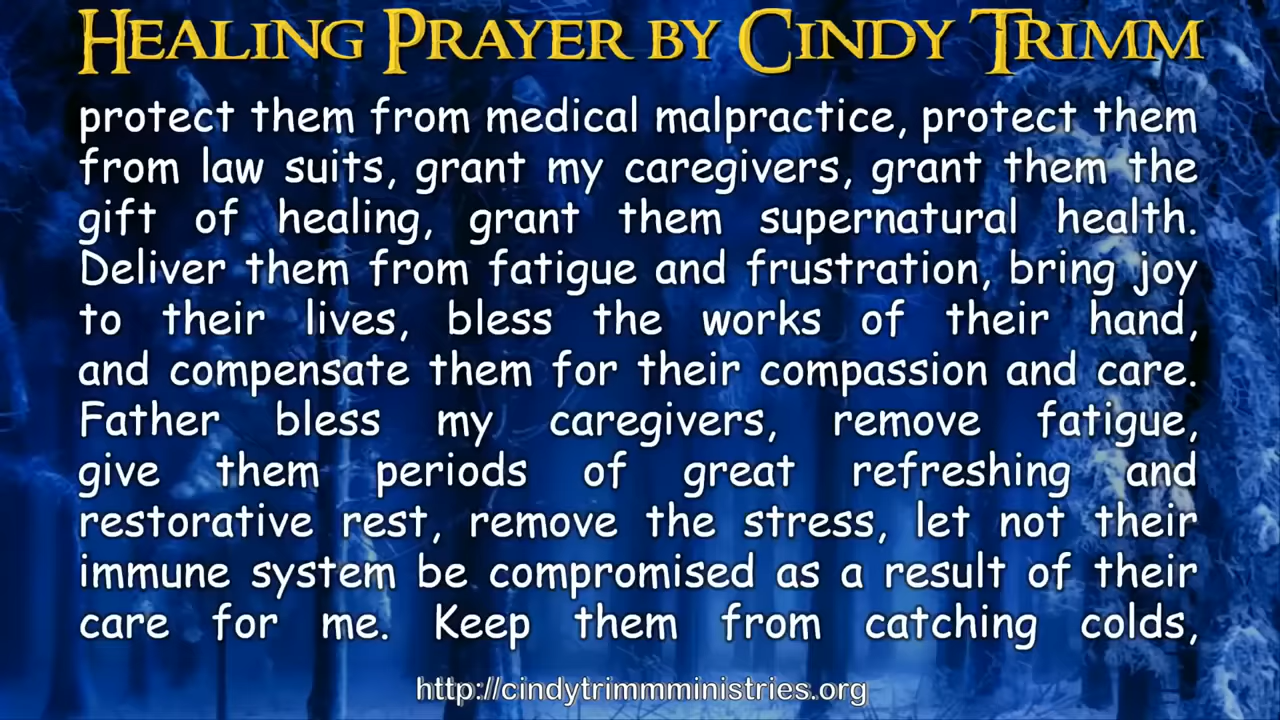 Healing Prayer by Cindy Trimm
protect them from medical malpractice, protect them
from law suits, grant my caregivers, grant them the
gift of healing, grant them supernatural health.
Deliver them from fatigue and frustration, bring joy
to their lives, bless the works of their hand,
and compensate them for their compassion and care.
Father bless my caregivers, remove fatigue,
give them periods of great refreshing and
restorative rest, remove the stress, let not their
immune system be compromised as a result of their
care for me. Keep them from catching colds,
http://cindytrimmministries.org